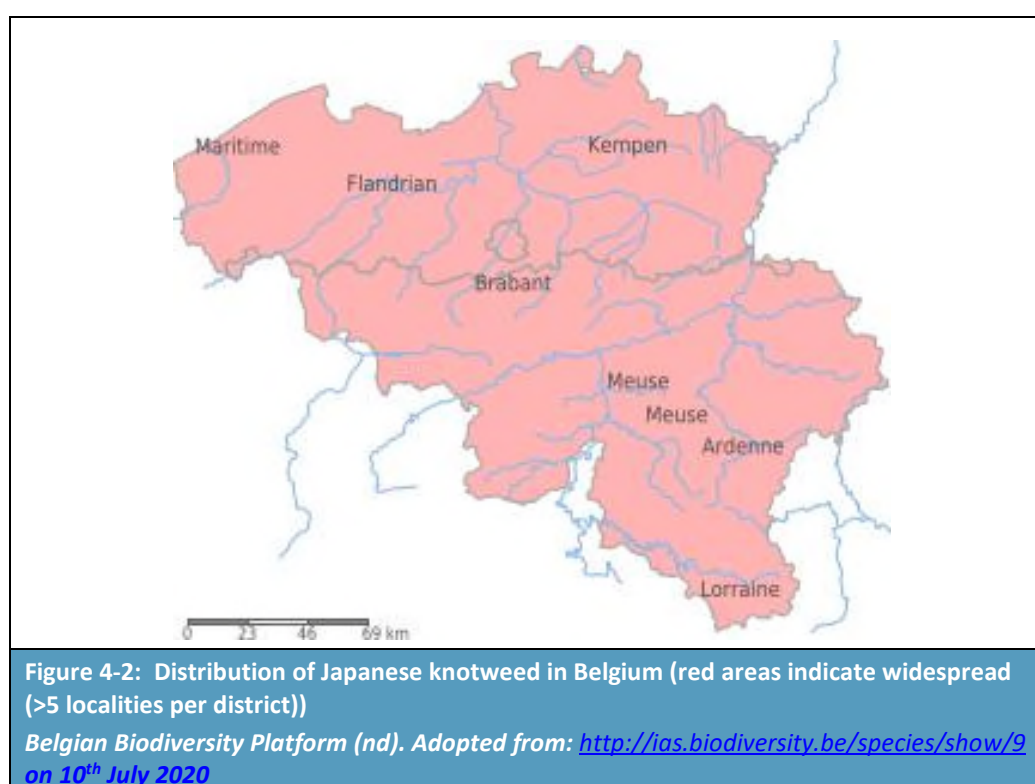 Maritime
Kempen
Flandrian
Brabant
Meuse
Meuse
Ardenne
Lorraine
0 23 46 69 km
Figure 4-2: Distribution of Japanese knotweed in Belgium (red areas indicate widespread
(>5 localities per district))
Belgian Biodiversity Platform (nd). Adopted from: http://ias.biodiversity.be/species/show/9
on 10th July 2020